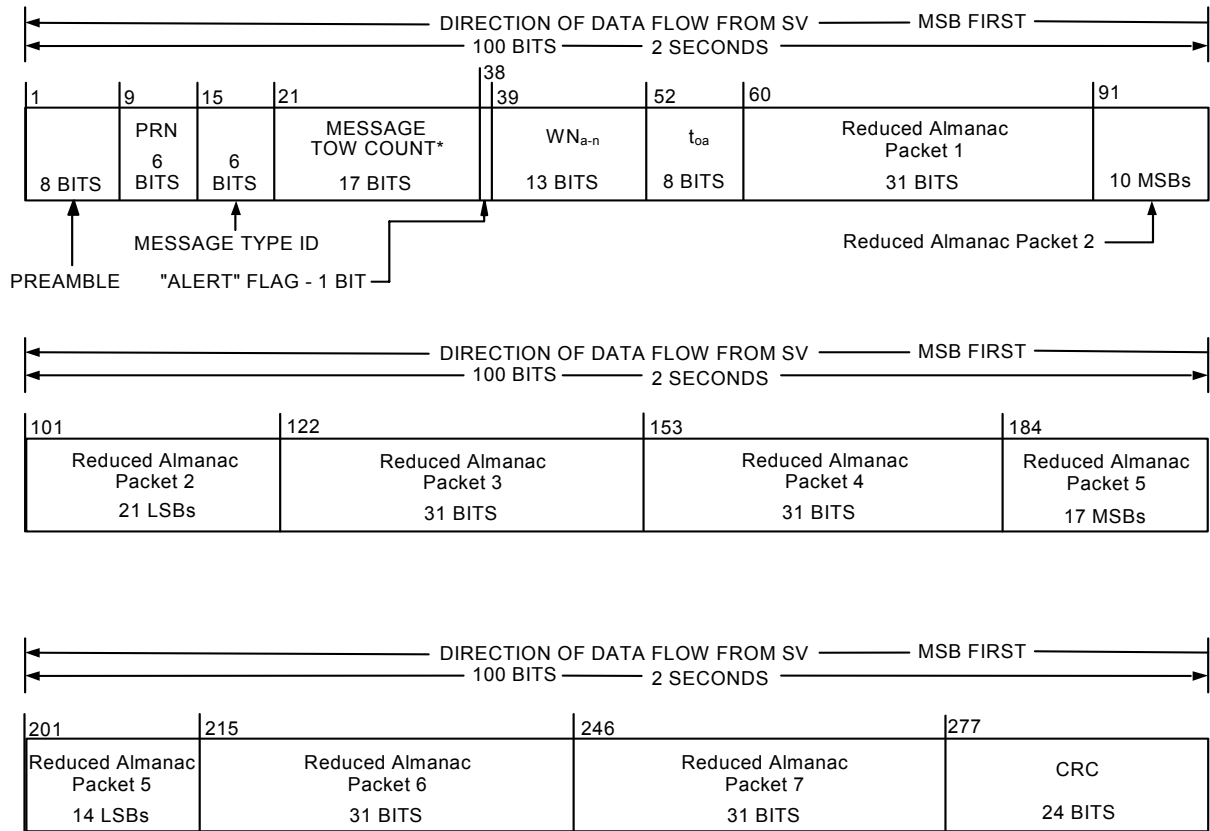 DIRECTION OF DATA FLOW FROM SV MSB FIRST
100 BITS 2 SECONDS
38
1 9 15 21 39 52 60 91
PRN MESSAGE WNa-n toa Reduced Almanac
TOW COUNT* Packet 1
8 BITS 6 BITS 6 BITS 17 BITS 13 BITS 8 BITS 31 BITS 10 MSBs
MESSAGE TYPE ID Reduced Almanac Packet 2
PREAMBLE "ALERT" FLAG - 1 BIT
DIRECTION OF DATA FLOW FROM SV MSB FIRST
100 BITS 2 SECONDS
101 122 153 184
Reduced Almanac Reduced Almanac Reduced Almanac Reduced Almanac
Packet 2 Packet 3 Packet 4 Packet 5
21 LSBs 31 BITS 31 BITS 17 MSBs
DIRECTION OF DATA FLOW FROM SV MSB FIRST
100 BITS 2 SECONDS
201 215 246 277
Reduced Almanac Reduced Almanac Reduced Almanac CRC
Packet 5 Packet 6 Packet 7
14 LSBs 31 BITS 31 BITS 24 BITS